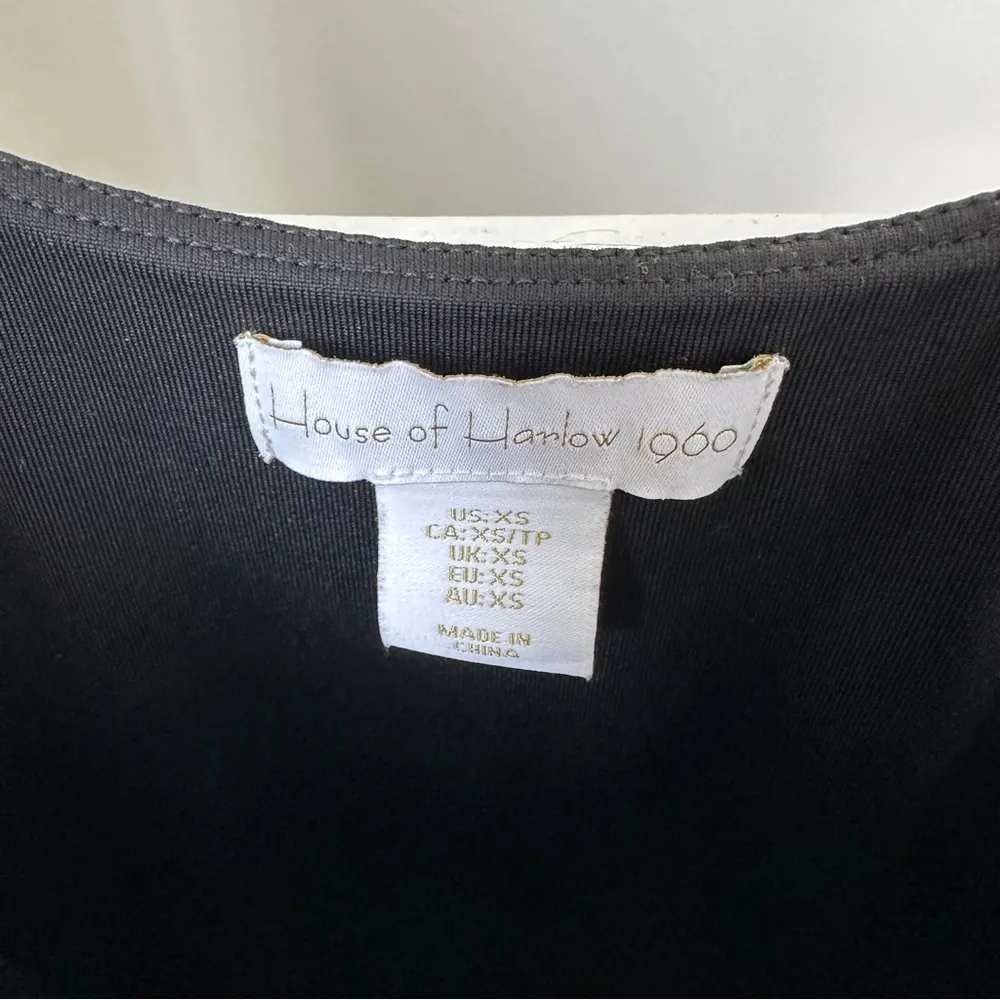 House of Harlow 1960
US: XS
CA: XS/TP
UK: XS
EU: XS
AU: XS
MADE IN
CHINA